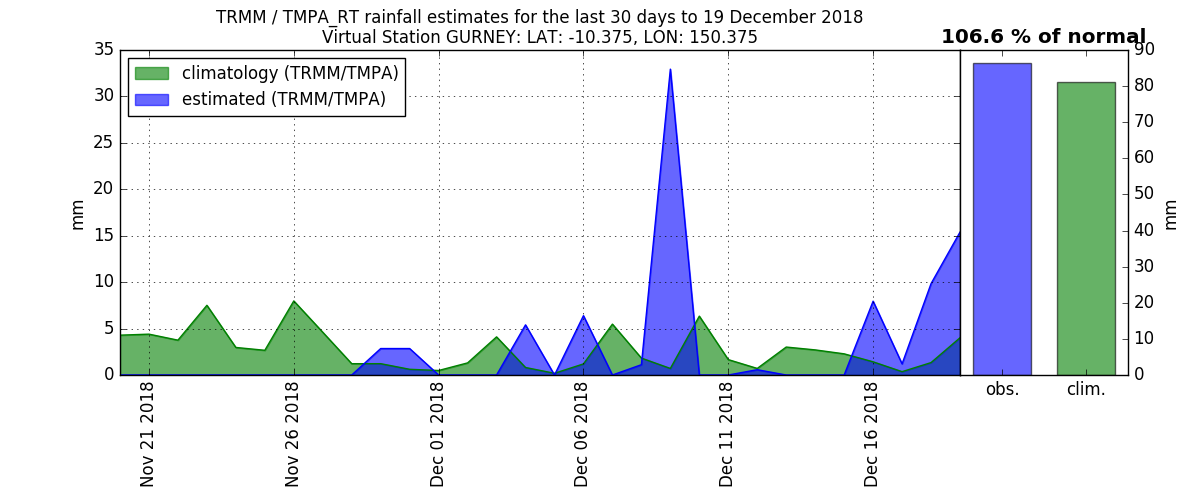 TRMM / TMPA_RT rainfall estimates for the last 30 days to 19 December 2018
Virtual Station GURNEY: LAT: -10.375, LON: 150.375
106.6 % of normal
climatology (TRMM/TMPA)
estimated (TRMM/TMPA)
mm
35
30
25
20
15
10
5
0
Nov 21 2018
Nov 26 2018
Dec 01 2018
Dec 06 2018
Dec 11 2018
Dec 16 2018
obs.
clim.
90
80
70
60
50
40
30
20
10
0
mm